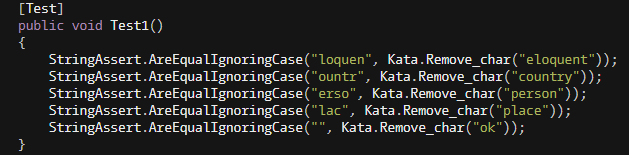 [Test]
public void Test1()
{
    StringAssert.AreEqualIgnoringCase("loquen", Kata.Remove_char("eloquent"));
    StringAssert.AreEqualIgnoringCase("ountr", Kata.Remove_char("country"));
    StringAssert.AreEqualIgnoringCase("erso", Kata.Remove_char("person"));
    StringAssert.AreEqualIgnoringCase("lac", Kata.Remove_char("place"));
    StringAssert.AreEqualIgnoringCase("", Kata.Remove_char("ok"));
}